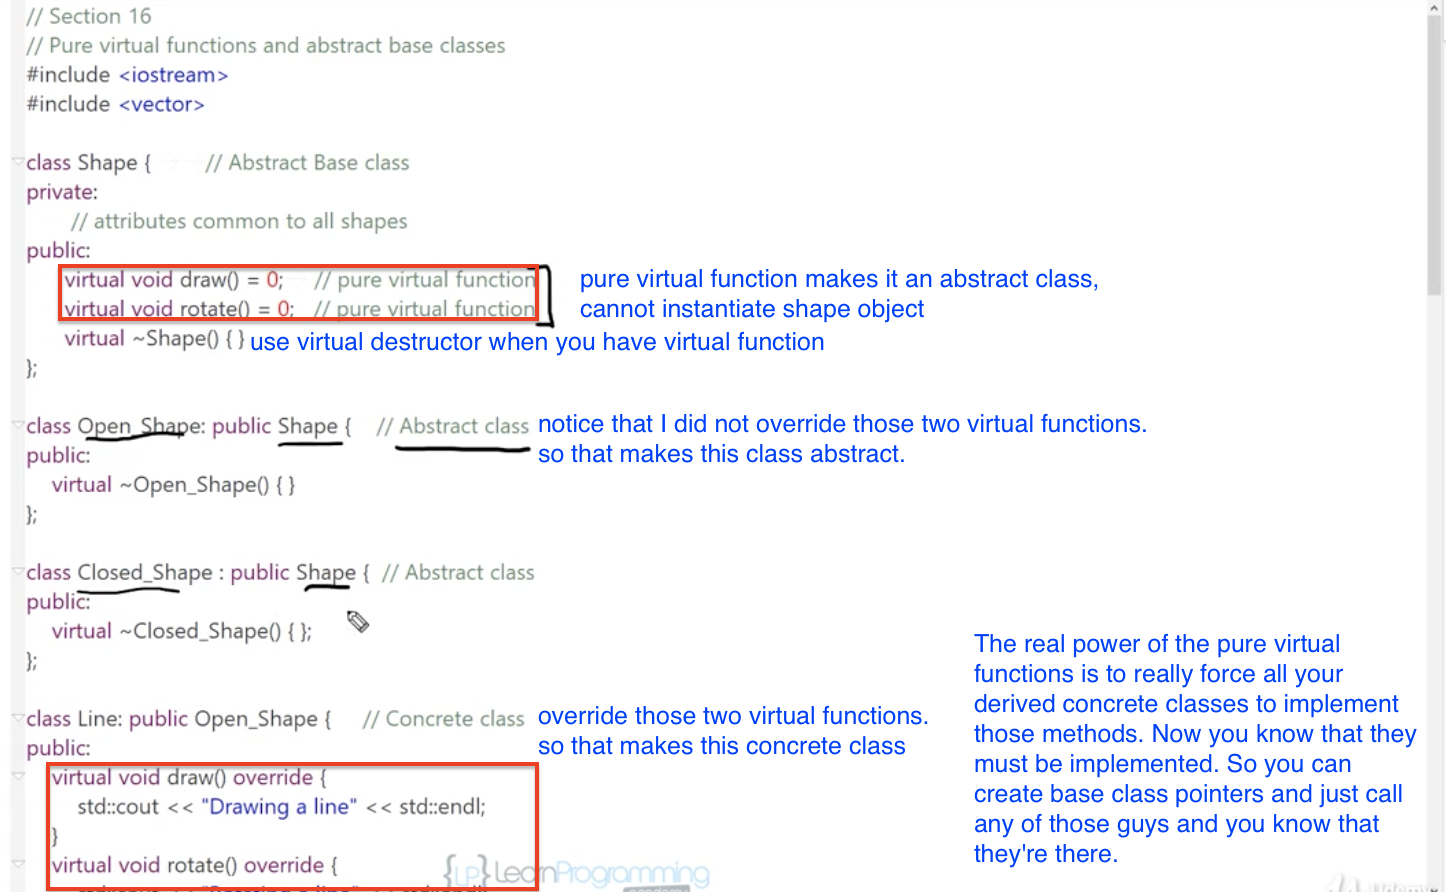 // Section 16
// Pure virtual functions and abstract base classes
#include <iostream>
#include <vector>
class Shape { // Abstract Base class
private:
// attributes common to all shapes
public:
virtual void draw() = 0; // pure virtual function
virtual void rotate() = 0; // pure virtual function
pure virtual function makes it an abstract class,
cannot instantiate shape object
virtual ~Shape() { } use virtual destructor when you have virtual function
};
class Open_Shape: public Shape { // Abstract class
notice that I did not override those two virtual functions.
so that makes this class abstract.
public:
virtual ~Open_Shape() { }
};
class Closed_Shape : public Shape { // Abstract class
public:
virtual ~Closed_Shape() { };
};
class Line: public Open_Shape { // Concrete class
override those two virtual functions.
so that makes this concrete class
public:
virtual void draw() override {
std::cout << "Drawing a line" << std::endl;
}
virtual void rotate() override {
The real power of the pure virtual
functions is to really force all your
derived concrete classes to implement
those methods. Now you know that they
must be implemented. So you can
create base class pointers and just call
any of those guys and you know that
they're there.
{LP} LearnProgramming